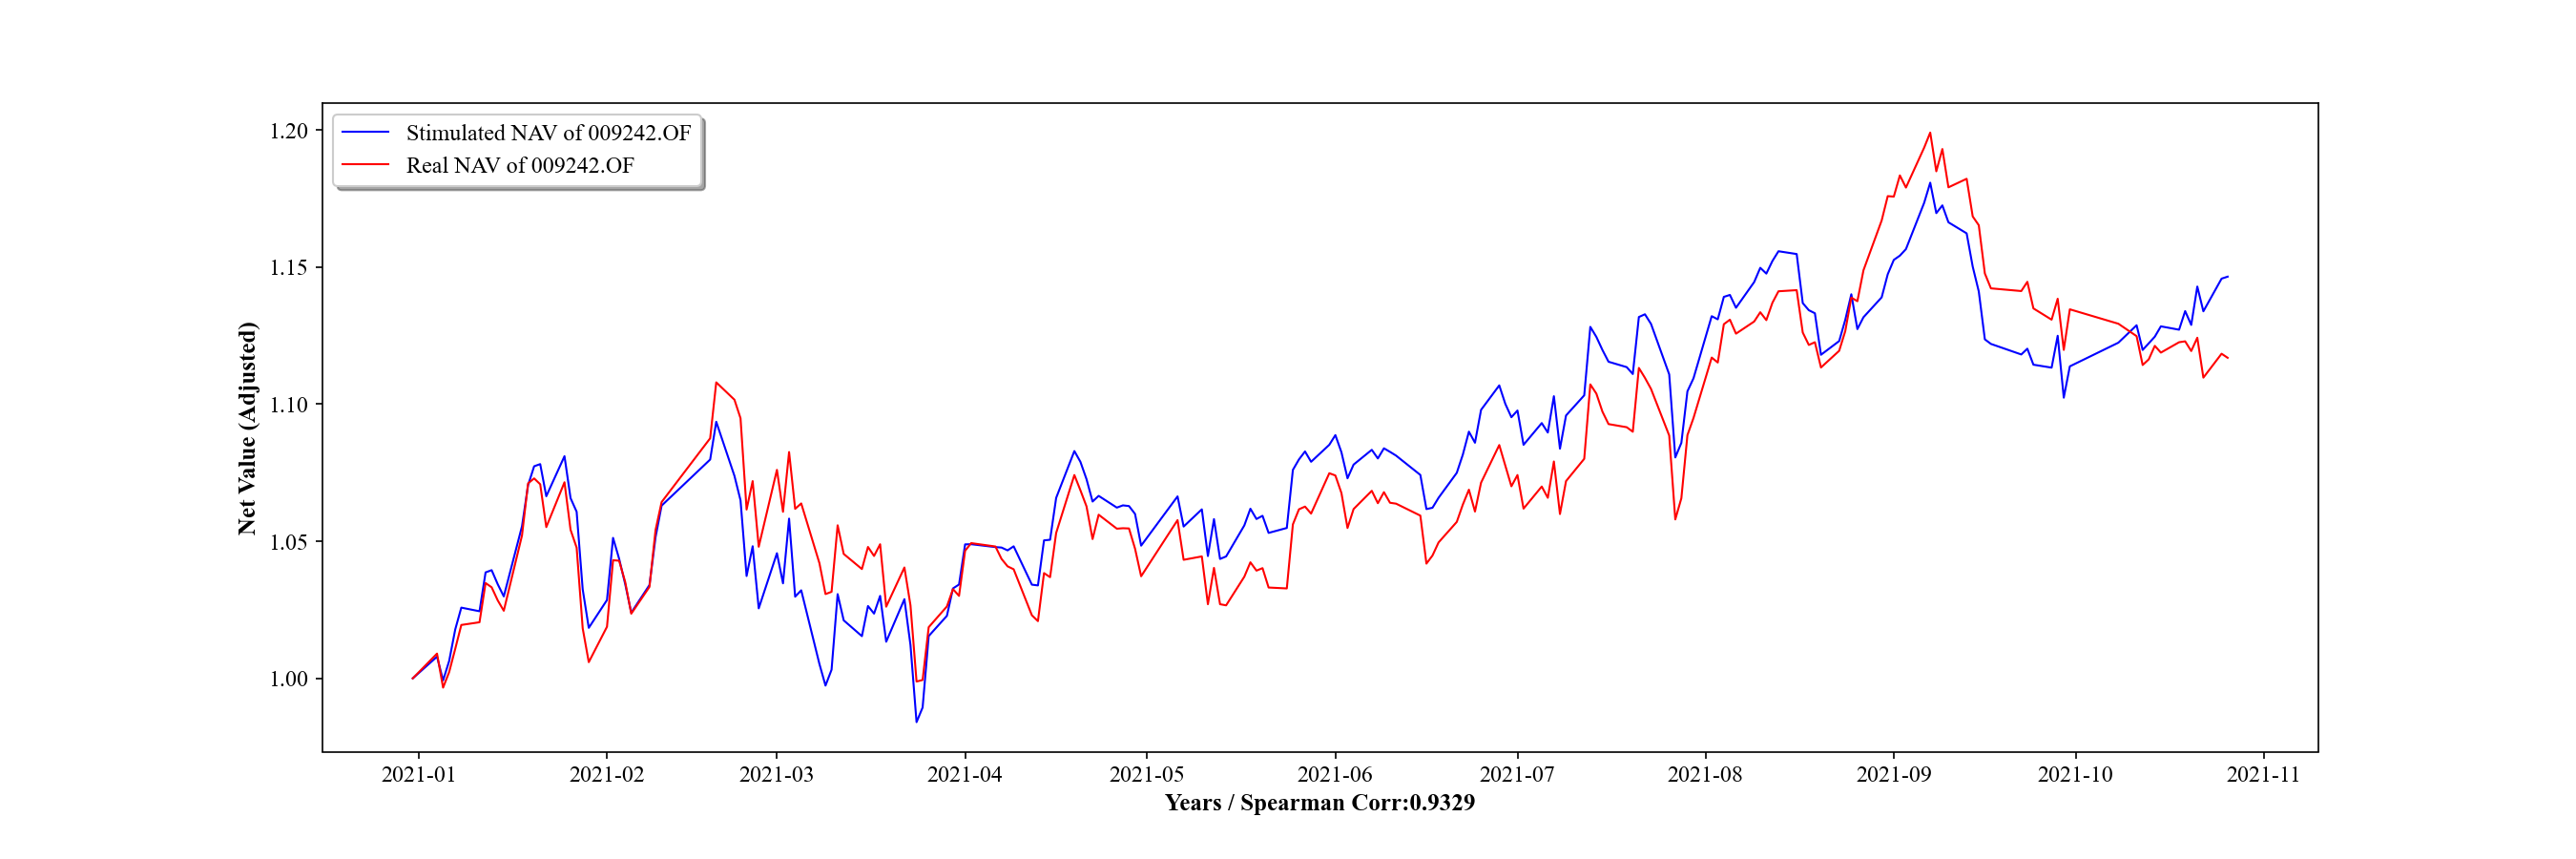 Stimulated NAV of 009242.OF
Real NAV of 009242.OF
1.20
1.15
1.10
1.05
1.00
Net Value (Adjusted)
2021-01 2021-02 2021-03 2021-04 2021-05 2021-06 2021-07 2021-08 2021-09 2021-10 2021-11
Years / Spearman Corr:0.9329